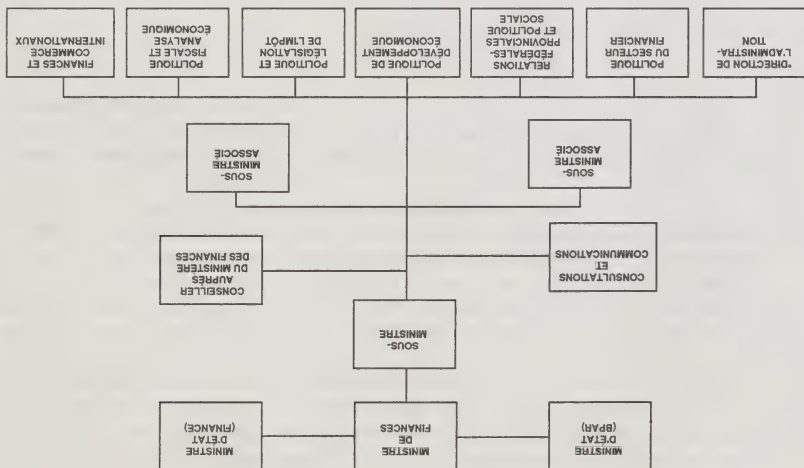 MINISTRE
D'ÉTAT
(BPAR)
MINISTRE
DE
FINANCES
MINISTRE
D'ÉTAT
(FINANCE)
SOUS-
MINISTRE
CONSULTATIONS
ET
COMMUNICATIONS
CONSEILLER
AUPRÈS
DU MINISTÈRE
DES FINANCES
SOUS-
MINISTRE
ASSOCIÉ
SOUS-
MINISTRE
ASSOCIÉ
*DIRECTION DE
L'ADMINISTRA-
TION
POLITIQUE
DU SECTEUR
FINANCIER
RELATIONS
FÉDÉRALES-
PROVINCIALES
ET POLITIQUE
SOCIALE
POLITIQUE DE
DÉVELOPPEMENT
ÉCONOMIQUE
POLITIQUE ET
LÉGISLATION
DE L'IMPÔT
POLITIQUE
FISCALE ET
ANALYSE
ÉCONOMIQUE
FINANCES ET
COMMERCE
INTERNATIONAUX